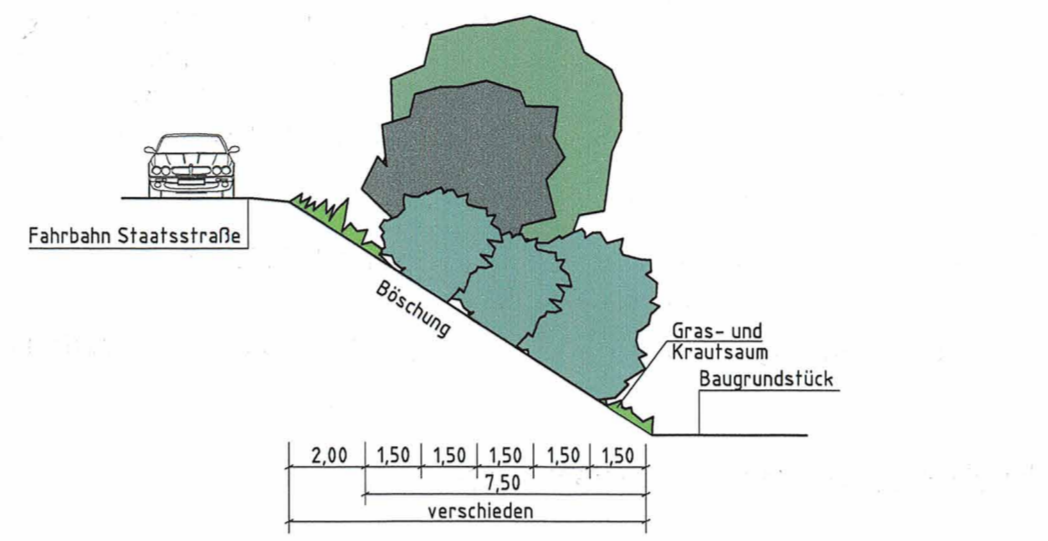 Fahrbahn Staatsstraße
Böschung
Gras- und
Krautsaum
Baugrundstück
2,00 1,50 1,50 1,50 1,50 1,50
7,50
verschieden